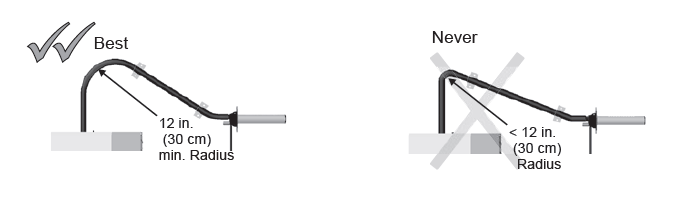 Best
12 in.
(30 cm)
min. Radius
Never
< 12 in.
(30 cm)
Radius